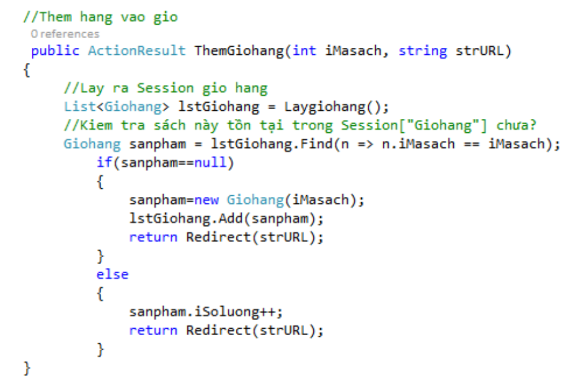 //Them hang vao gio
0 references
public ActionResult ThemGiohang(int iMasach, string strURL)
{
//Lay ra Session gio hang
List<Giohang> lstGiohang = Laygiohang();
//Kiem tra sách này tồn tại trong Session["Giohang"] chưa?
Giohang sanpham = lstGiohang.Find(n => n.iMasach == iMasach);
if(sanpham==null)
{
sanpham=new Giohang(iMasach);
lstGiohang.Add(sanpham);
return Redirect(strURL);
}
else
{
sanpham.iSoluong++;
return Redirect(strURL);
}
}